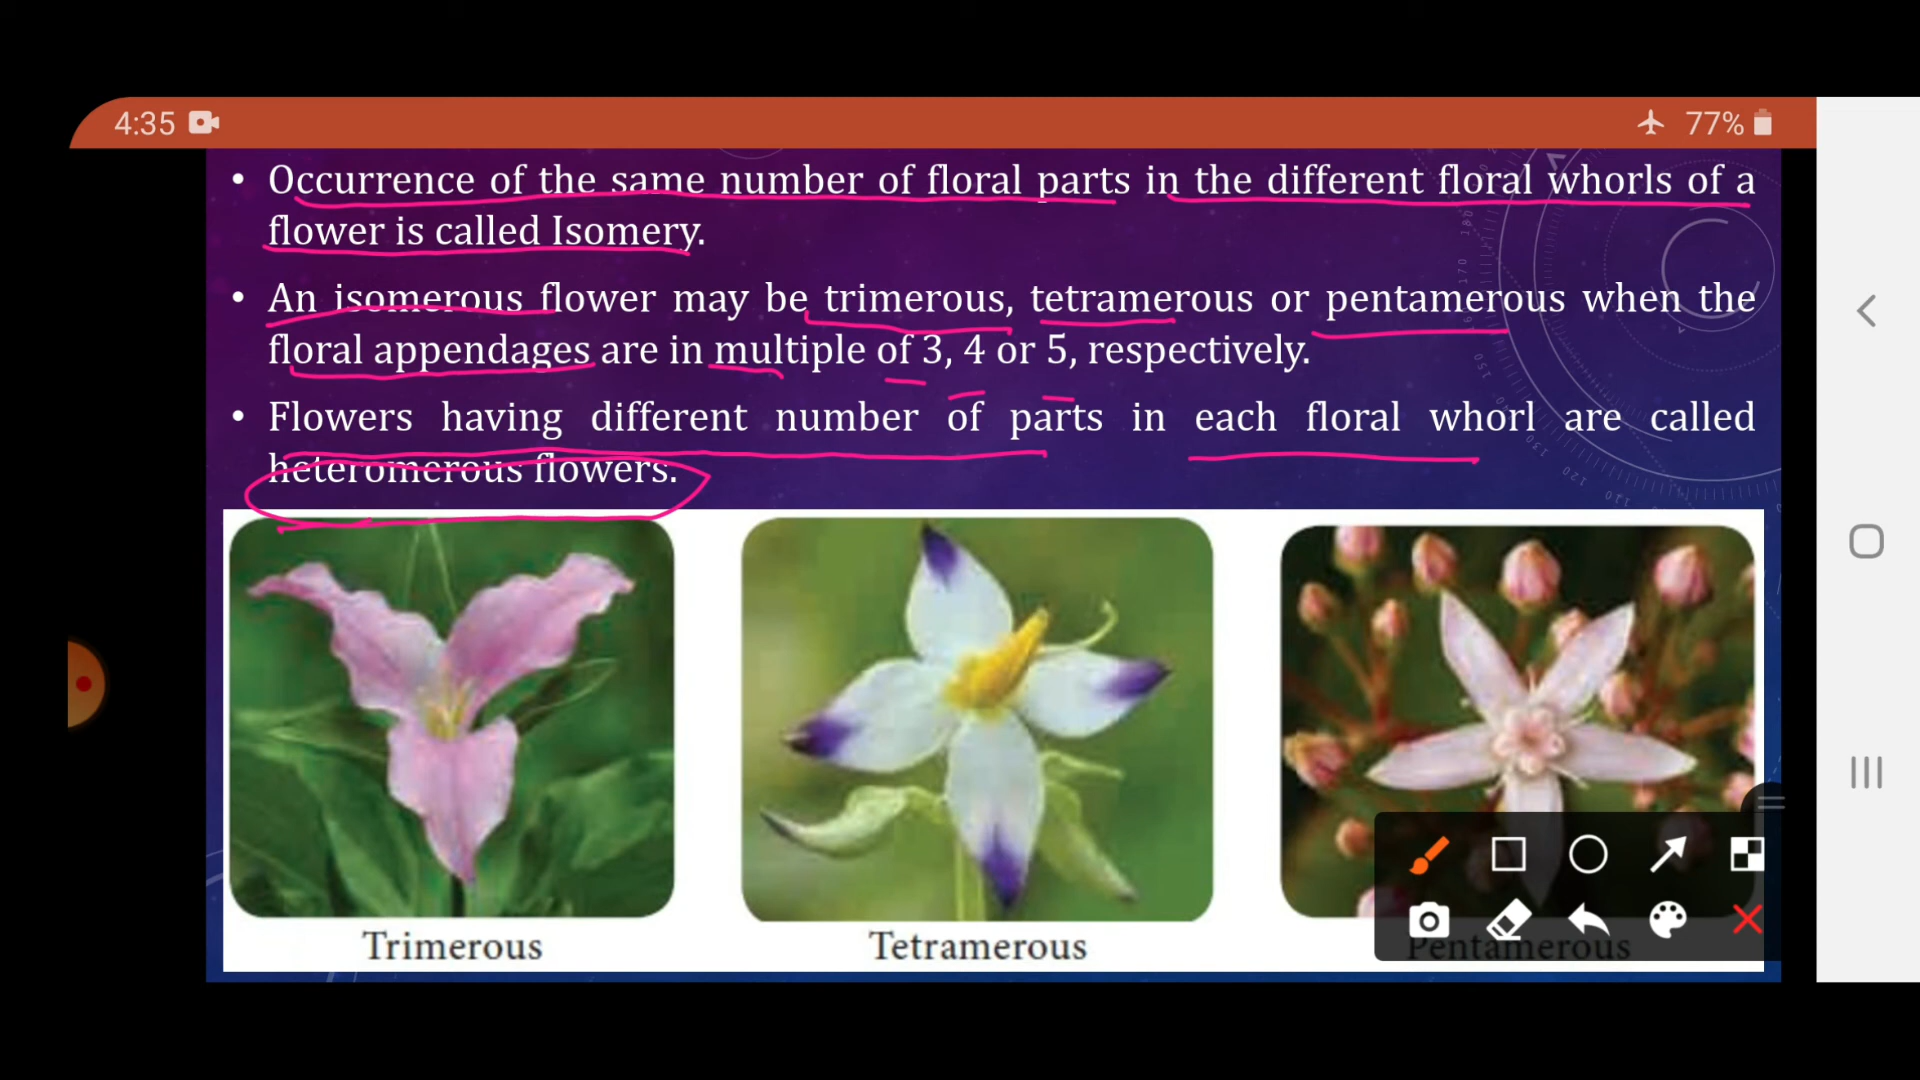 4:35
77%
• Occurrence of the same number of floral parts in the different floral whorls of a
flower is called Isomery.
• An isomerous flower may be trimerous, tetramerous or pentamerous when the
floral appendages are in multiple of 3, 4 or 5, respectively.
• Flowers having different number of parts in each floral whorl are called
heteromerous flowers.
Trimerous
Tetramerous
Pentamerous